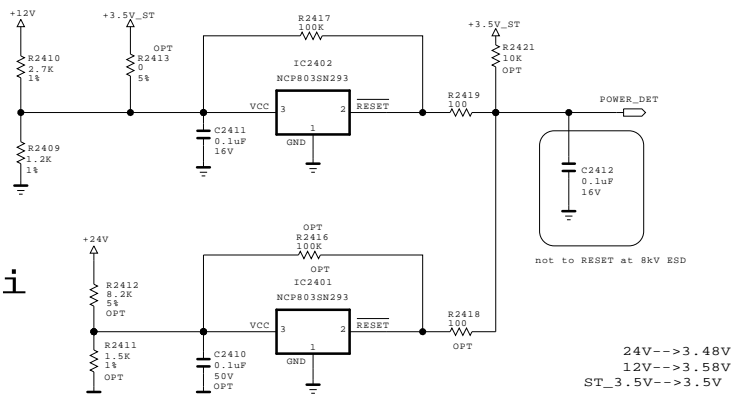 +12V
R2410
2.7K
1%
R2409
1.2K
1%
+3.5V_ST
OPT
R2413
0
5%
R2417
100K
IC2402
NCP803SN293
VCC
3
2
RESET
1
GND
C2411
0.1uF
16V
+3.5V_ST
R2421
10K
OPT
R2419
100
POWER_DET
C2412
0.1uF
16V
not to RESET at 8kV ESD
+24V
R2412
8.2K
5%
OPT
R2411
1.5K
1%
OPT
OPT
R2416
100K
OPT
IC2401
NCP803SN293
VCC
3
2
RESET
1
GND
C2410
0.1uF
50V
OPT
R2418
100
OPT
i
24V-->3.48V
12V-->3.58V
ST_3.5V-->3.5V